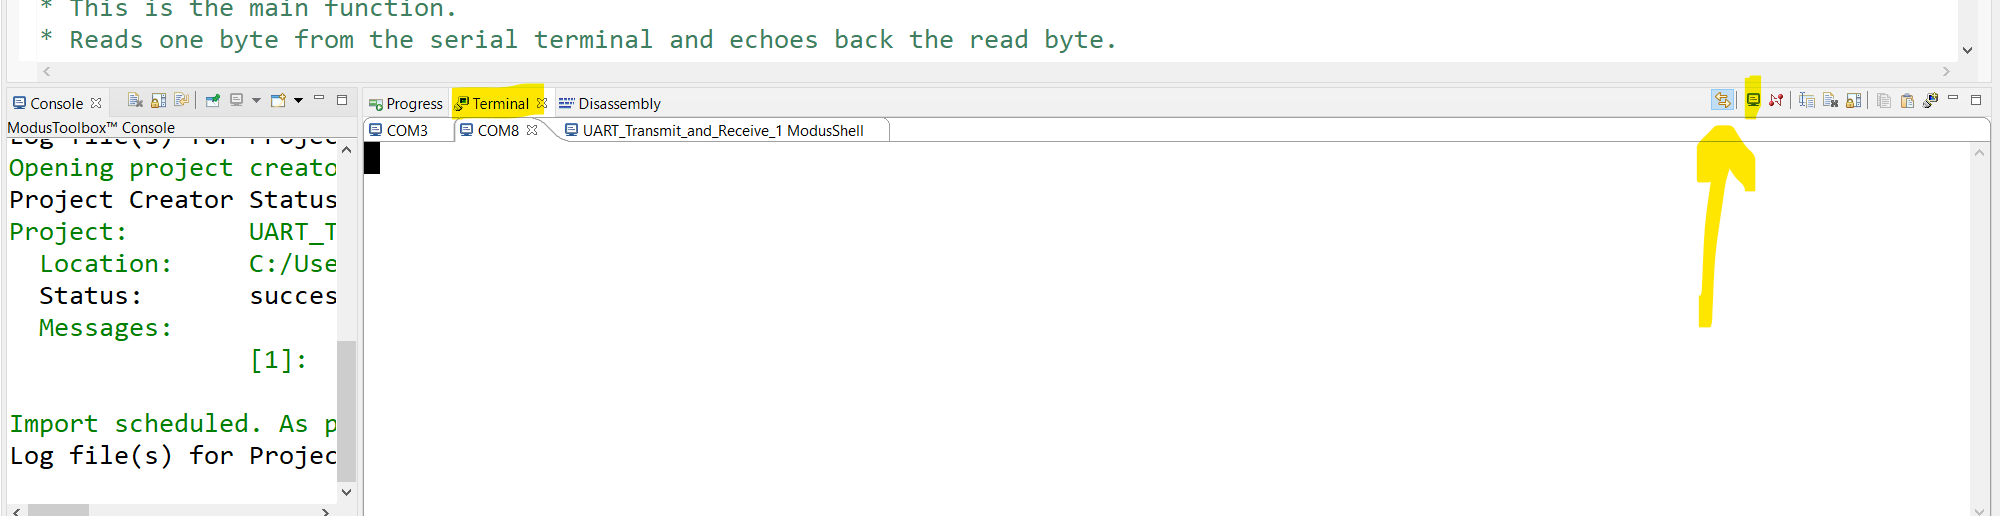 * This is the main function.
* Reads one byte from the serial terminal and echoes back the read byte.
Console
Progress
Terminal
Disassembly
ModusToolbox™ Console
COM3
COM8
UART_Transmit_and_Receive_1 ModusShell
Log file(s) for Projec
Opening project creato
Project Creator Status
Project: UART_T
Location: C:/Use
Status: succes
Messages:
[1]:
Import scheduled. As p
Log file(s) for Projec